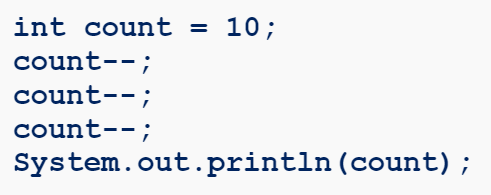 int count = 10;
count--;
count--;
count--;
System.out.println(count);